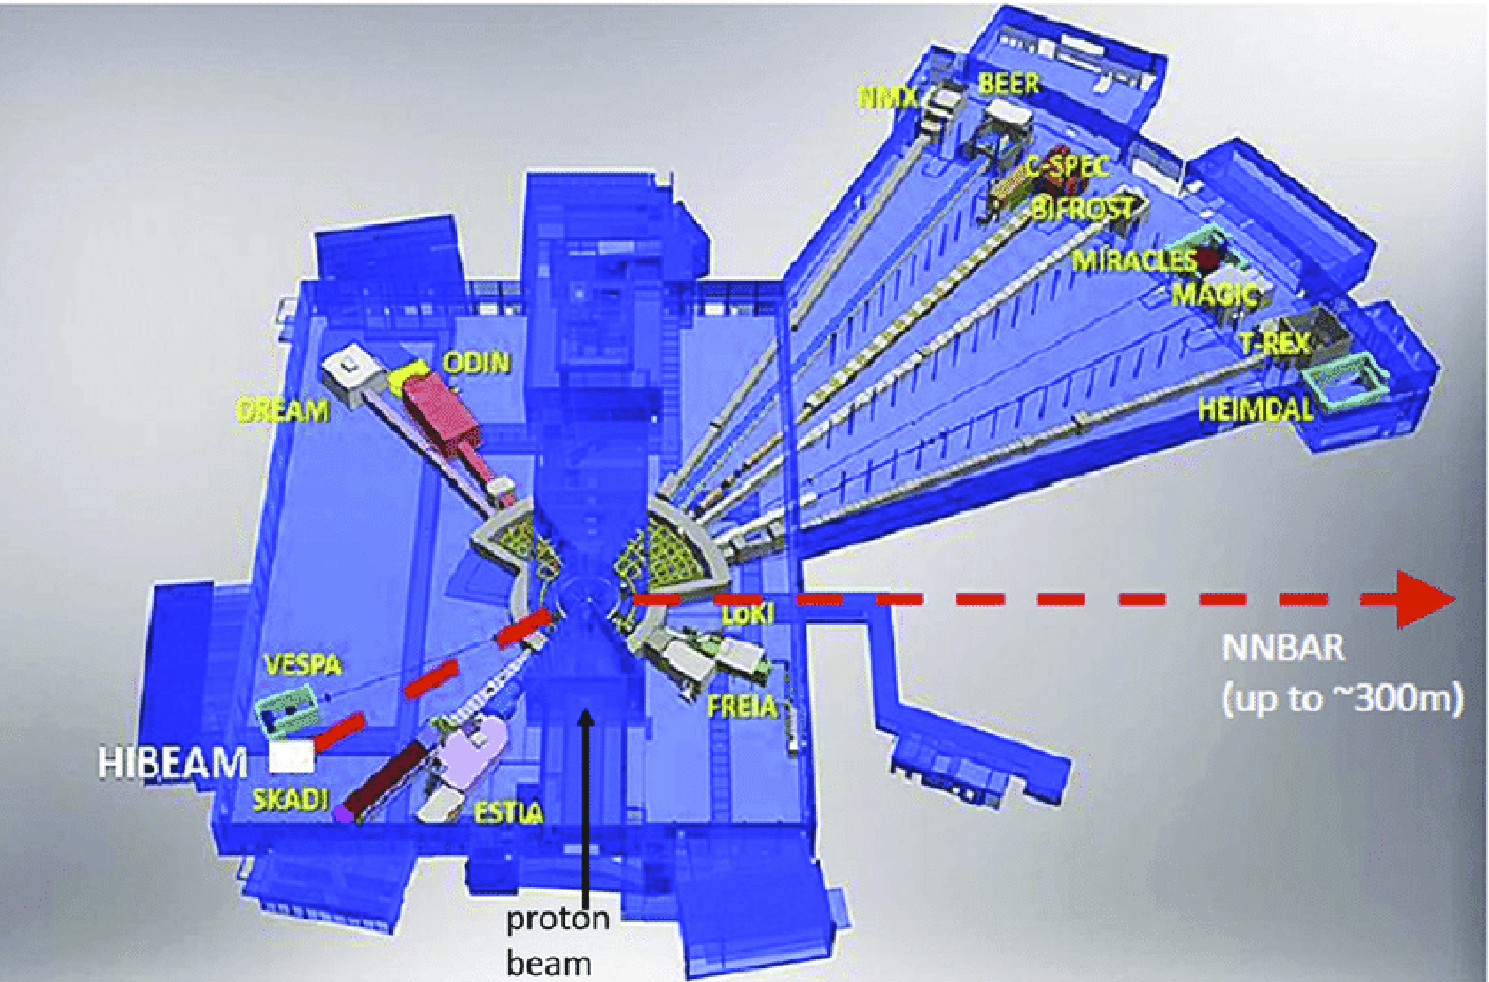 NMX
BEER
C-SPEC
BIFROST
MIRACLES
MAGIC
T-REX
HEIMDAL
ODIN
DREAM
LoKI
NNBAR
(up to ~300m)
VESPA
FREIA
HIBEAM
SKADI
ESTIA
proton
beam